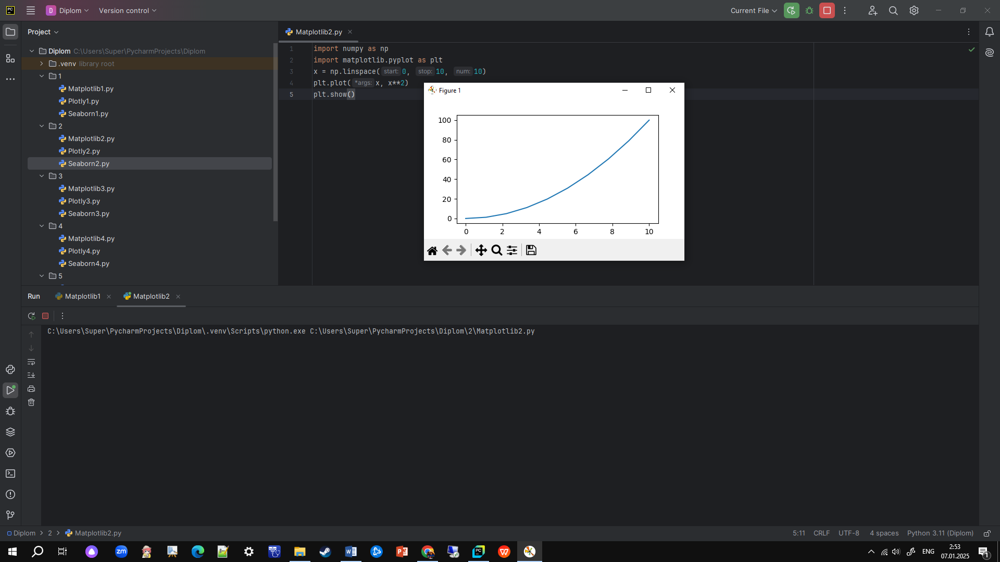 PC
D Diplom
Version control
Current File
Project
Matplotlib2.py
Diplom C:\Users\Super\PycharmProjects\Diplom
.venv library root
1
Matplotlib1.py
Plotly1.py
Seaborn1.py
2
Matplotlib2.py
Plotly2.py
Seaborn2.py
3
Matplotlib3.py
Plotly3.py
Seaborn3.py
4
Matplotlib4.py
Plotly4.py
Seaborn4.py
5
1 import numpy as np
2 import matplotlib.pyplot as plt
3 x = np.linspace( start: 0, stop: 10, num: 10)
4 plt.plot( *args: x, x**2)
5 plt.show()
Figure 1
100
80
60
40
20
0
0 2 4 6 8 10
Run
Matplotlib1
Matplotlib2
C:\Users\Super\PycharmProjects\Diplom\.venv\Scripts\python.exe C:\Users\Super\PycharmProjects\Diplom\2\Matplotlib2.py
Diplom
2
Matplotlib2.py
5:11
CRLF
UTF-8
4 spaces
Python 3.11 (Diplom)
zm
W
P
PC
W
ENG
2:53
07.01.2025
1